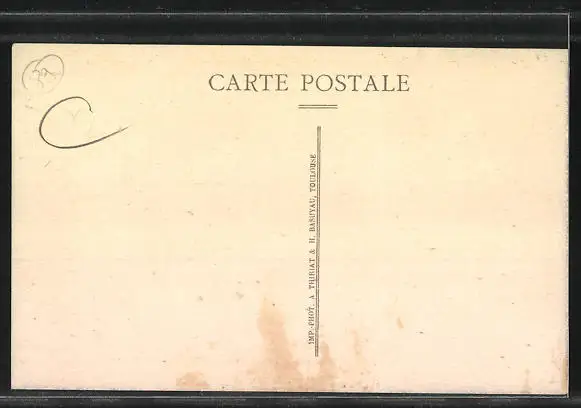 CARTE POSTALE
IMP.-PHOT. A THIRIAT & H. BASUYAU, TOULOUSE
C